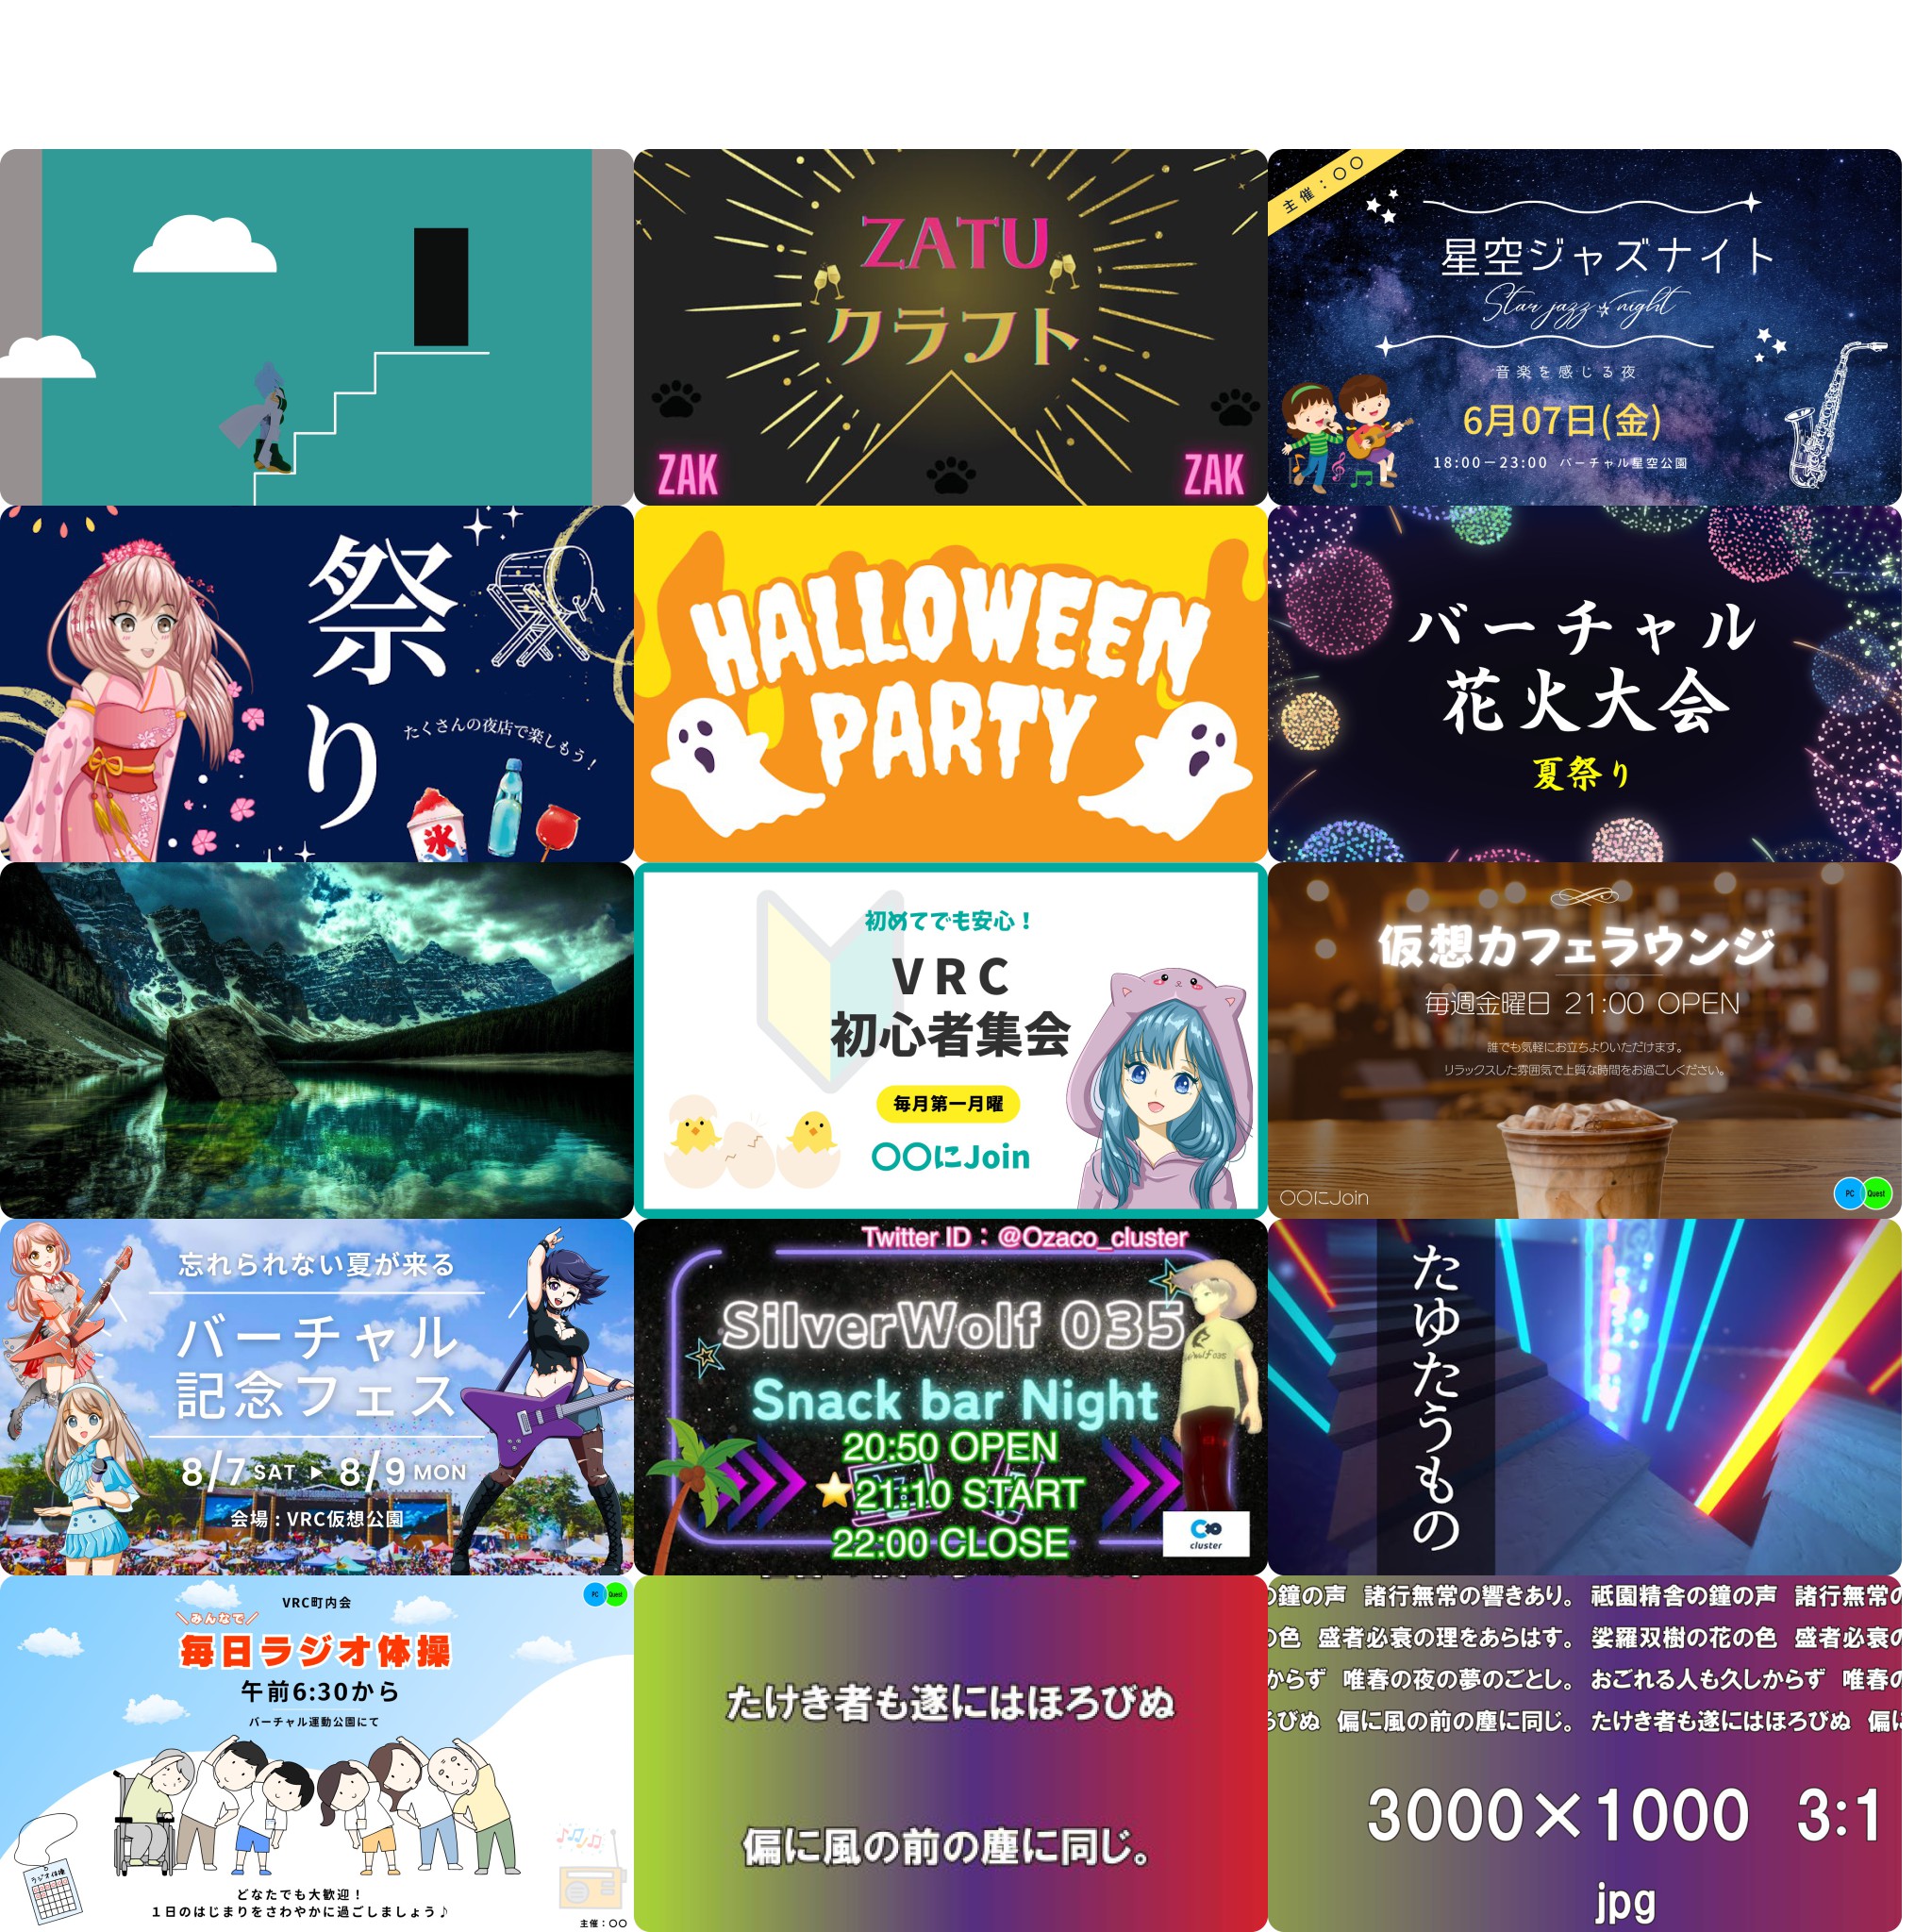 ZATU
クラフト
ZAK
ZAK
主催：〇〇
星空ジャズナイト
Star jazz night
音楽を感じる夜
6月07日(金)
18:00－23:00 バーチャル星空公園
祭り
たくさんの夜店で楽しもう！
氷
HALLOWEEN
PARTY
バーチャル
花火大会
夏祭り
初めてでも安心！
VRC
初心者集会
毎月第一月曜
〇〇にJoin
仮想カフェラウンジ
毎週金曜日 21:00 OPEN
誰でも気軽にお立ちよりいただけます。
リラックスした雰囲気で上質な時間をお過ごしください。
〇〇にJoin
PC
Quest
忘れられない夏が来る
バーチャル
記念フェス
8/7 SAT ▶ 8/9 MON
会場 : VRC仮想公園
Twitter ID：@Ozaco_cluster
SilverWolf 035
Snack bar Night
20:50 OPEN
⭐21:10 START
22:00 CLOSE
cluster
たゆたうもの
VRC町内会
PC
Quest
＼みんなで／
毎日ラジオ体操
午前6:30から
バーチャル運動公園にて
ラジオ体操
どなたでも大歓迎！
１日のはじまりをさわやかに過ごしましょう♪
主催：〇〇
たけき者も遂にはほろびぬ
偏に風の前の塵に同じ。
の鐘の声 諸行無常の響きあり。 祇園精舎の鐘の声 諸行無常の
の色 盛者必衰の理をあらはす。 娑羅双樹の花の色 盛者必衰の
からず 唯春の夜の夢のごとし。 おごれる人も久しからず 唯春の
ろびぬ 偏に風の前の塵に同じ。 たけき者も遂にはほろびぬ 偏に
3000×1000 3:1
jpg